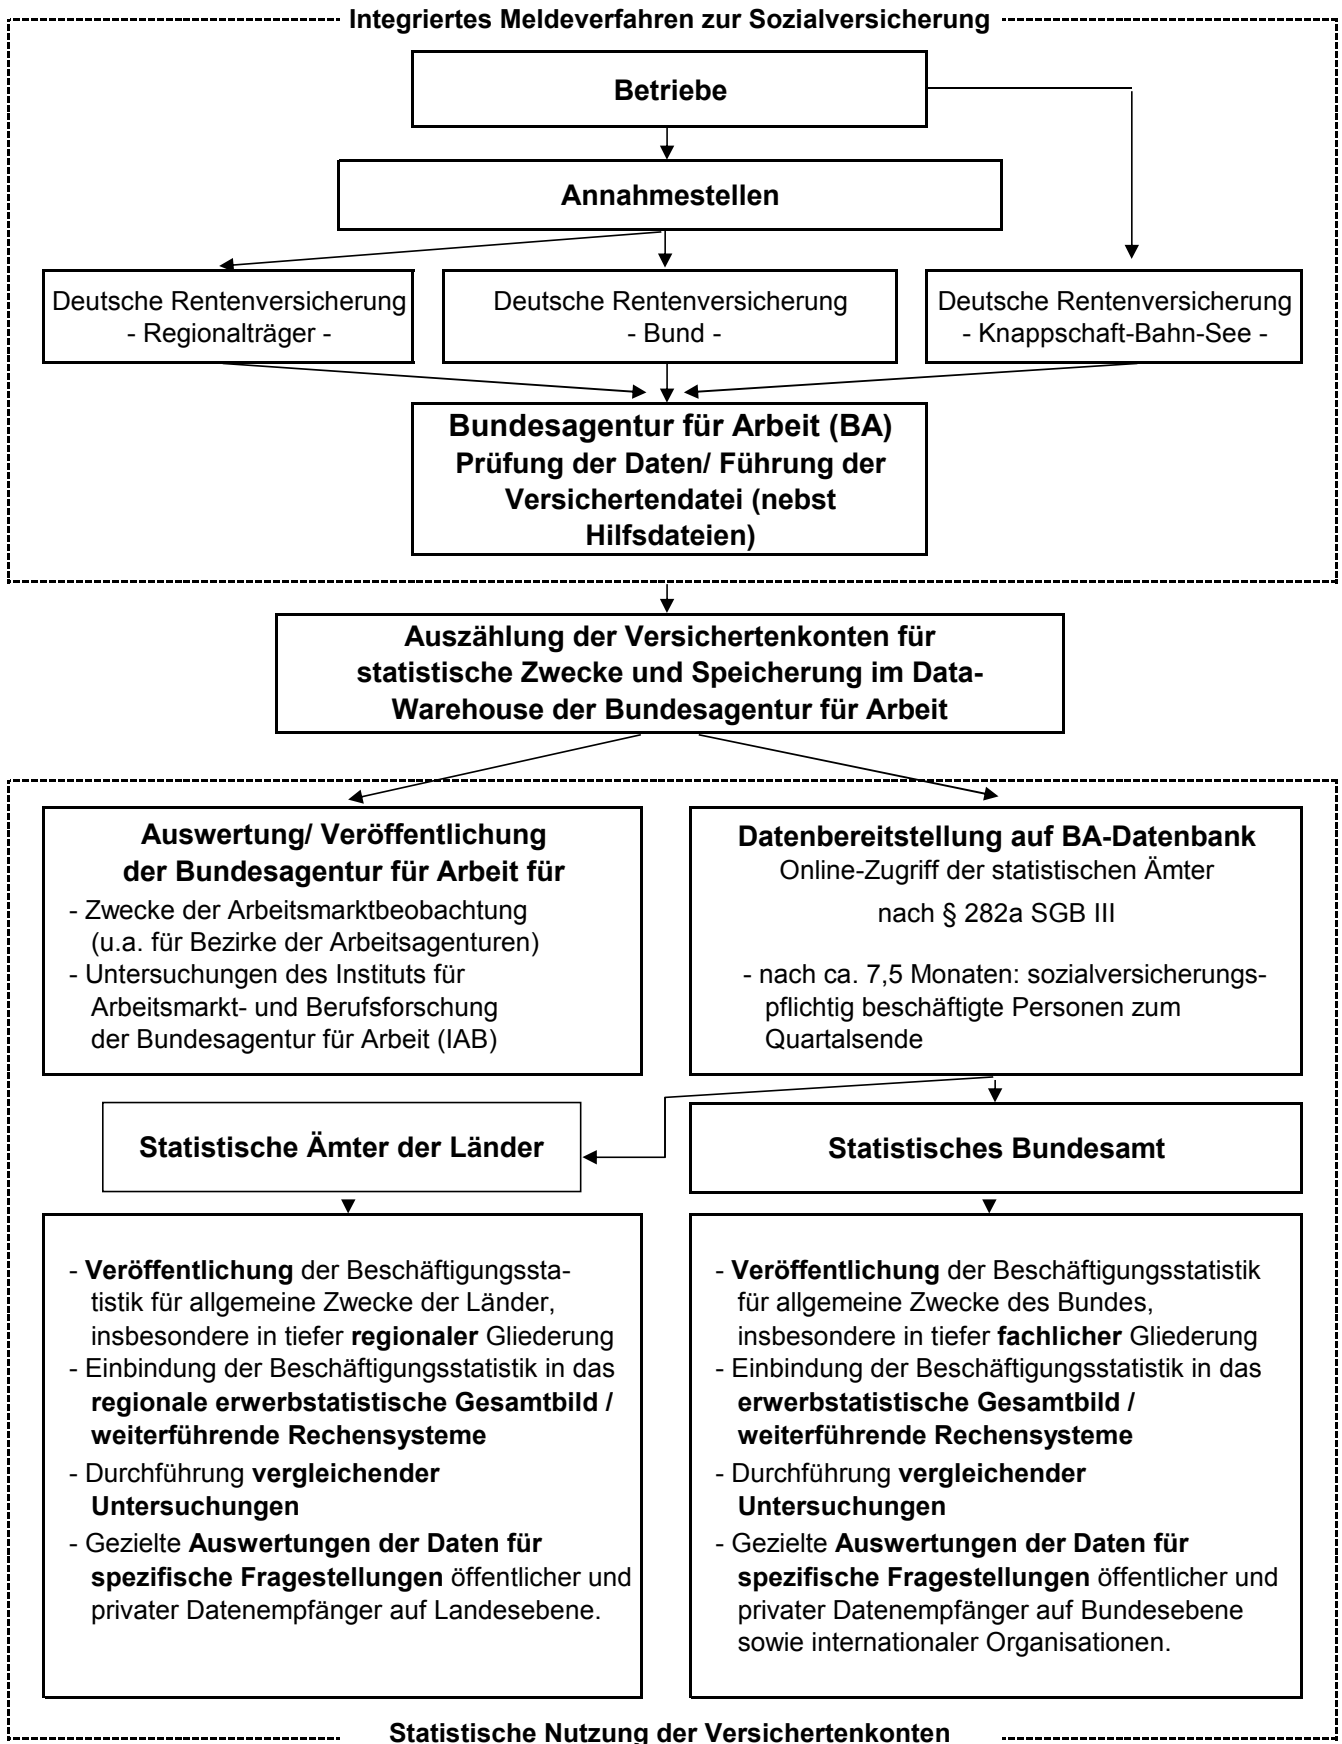 Integriertes Meldeverfahren zur Sozialversicherung
Betriebe
Annahmestellen
Deutsche Rentenversicherung
- Regionalträger -
Deutsche Rentenversicherung
- Bund -
Deutsche Rentenversicherung
- Knappschaft-Bahn-See -
Bundesagentur für Arbeit (BA)
Prüfung der Daten/ Führung der
Versichertendatei (nebst
Hilfsdateien)
Auszählung der Versichertenkonten für
statistische Zwecke und Speicherung im Data-
Warehouse der Bundesagentur für Arbeit
Auswertung/ Veröffentlichung
der Bundesagentur für Arbeit für
- Zwecke der Arbeitsmarktbeobachtung
(u.a. für Bezirke der Arbeitsagenturen)
- Untersuchungen des Instituts für
Arbeitsmarkt- und Berufsforschung
der Bundesagentur für Arbeit (IAB)
Datenbereitstellung auf BA-Datenbank
Online-Zugriff der statistischen Ämter
nach § 282a SGB III
- nach ca. 7,5 Monaten: sozialversicherungs-
pflichtig beschäftigte Personen zum
Quartalsende
Statistische Ämter der Länder
Statistisches Bundesamt
- Veröffentlichung der Beschäftigungssta-
tistik für allgemeine Zwecke der Länder,
insbesondere in tiefer regionaler Gliederung
- Einbindung der Beschäftigungsstatistik in das
regionale erwerbstatistische Gesamtbild /
weiterführende Rechensysteme
- Durchführung vergleichender
Untersuchungen
- Gezielte Auswertungen der Daten für
spezifische Fragestellungen öffentlicher und
privater Datenempfänger auf Landesebene.
- Veröffentlichung der Beschäftigungsstatistik
für allgemeine Zwecke des Bundes,
insbesondere in tiefer fachlicher Gliederung
- Einbindung der Beschäftigungsstatistik in das
erwerbstatistische Gesamtbild /
weiterführende Rechensysteme
- Durchführung vergleichender
Untersuchungen
- Gezielte Auswertungen der Daten für
spezifische Fragestellungen öffentlicher und
privater Datenempfänger auf Bundesebene
sowie internationaler Organisationen.
Statistische Nutzung der Versichertenkonten